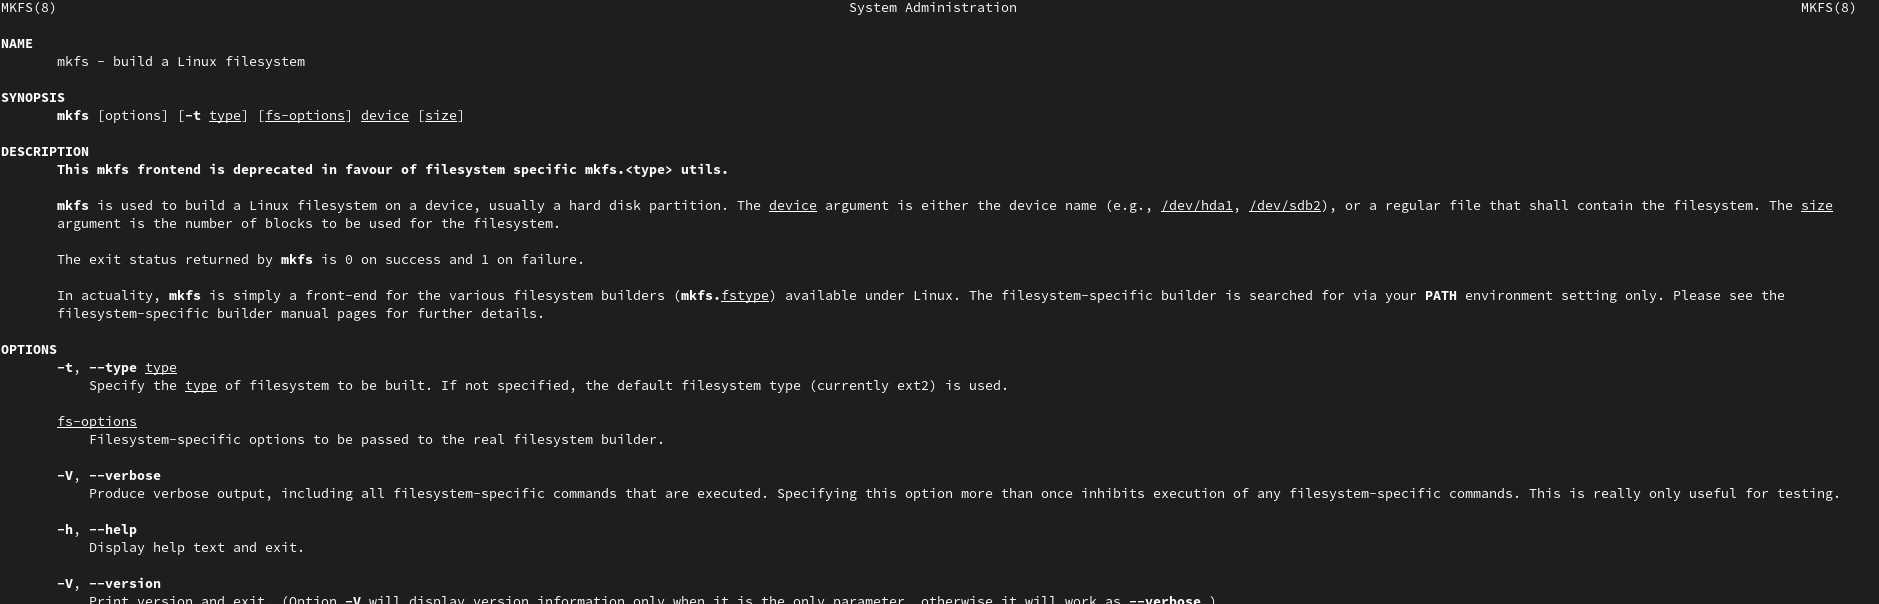 MKFS(8) System Administration MKFS(8)
NAME
mkfs - build a Linux filesystem
SYNOPSIS
mkfs [options] [-t type] [fs-options] device [size]
DESCRIPTION
This mkfs frontend is deprecated in favour of filesystem specific mkfs.<type> utils.
mkfs is used to build a Linux filesystem on a device, usually a hard disk partition. The device argument is either the device name (e.g., /dev/hda1, /dev/sdb2), or a regular file that shall contain the filesystem. The size
argument is the number of blocks to be used for the filesystem.
The exit status returned by mkfs is 0 on success and 1 on failure.
In actuality, mkfs is simply a front-end for the various filesystem builders (mkfs.fstype) available under Linux. The filesystem-specific builder is searched for via your PATH environment setting only. Please see the
filesystem-specific builder manual pages for further details.
OPTIONS
-t, --type type
Specify the type of filesystem to be built. If not specified, the default filesystem type (currently ext2) is used.
fs-options
Filesystem-specific options to be passed to the real filesystem builder.
-V, --verbose
Produce verbose output, including all filesystem-specific commands that are executed. Specifying this option more than once inhibits execution of any filesystem-specific commands. This is really only useful for testing.
-h, --help
Display help text and exit.
-V, --version
Print version and exit. (Option -V will display version information only when it is the only parameter, otherwise it will work as --verbose.)